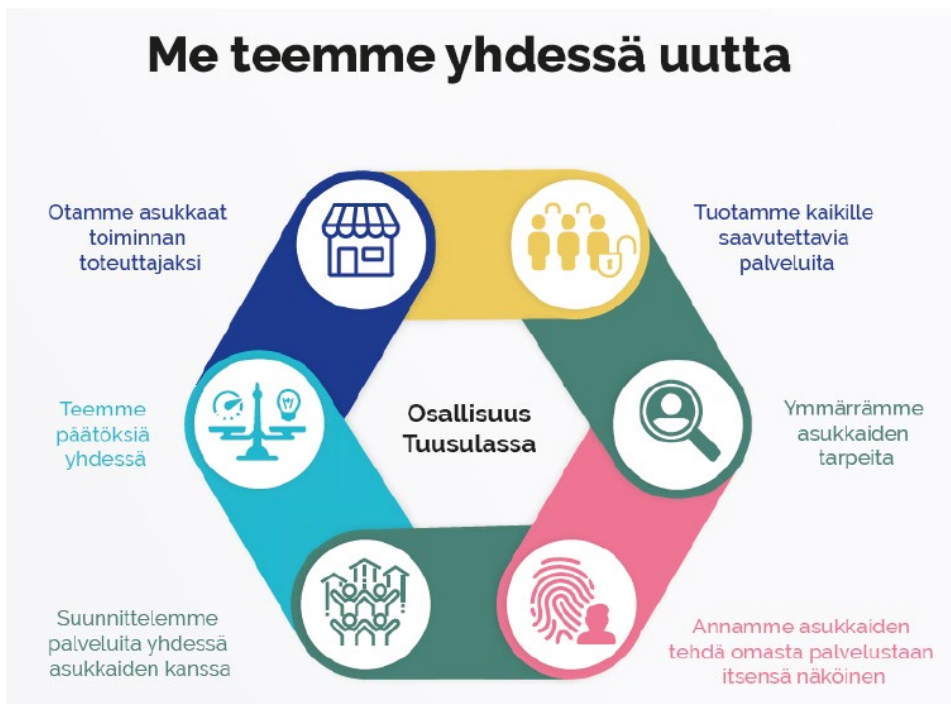 Me teemme yhdessä uutta
Otamme asukkaat
toiminnan
toteuttajaksi
Tuotamme kaikille
saavutettavia
palveluita
Teemme
päätöksiä
yhdessä
Osallisuus
Tuusulassa
Ymmärrämme
asukkaiden
tarpeita
Suunnittelemme
palveluita yhdessä
asukkaiden kanssa
Annamme asukkaiden
tehdä omasta palvelustaan
itsensä näköinen